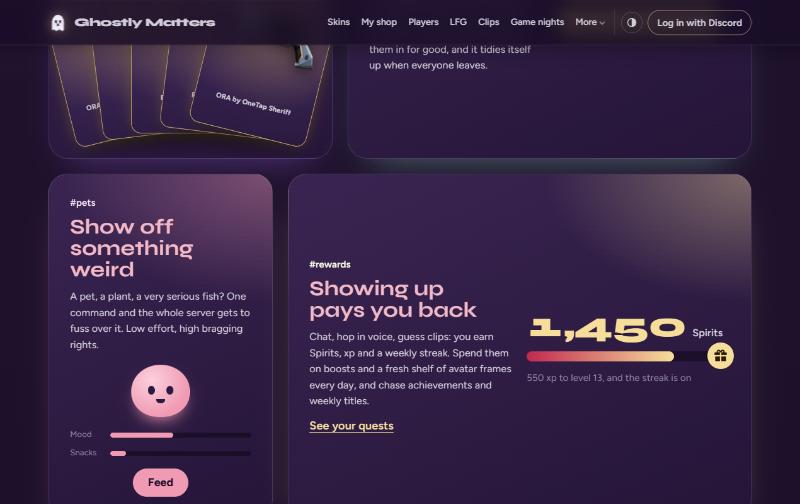 Ghostly Matters
Skins
My shop
Players
LFG
Clips
Game nights
More
Log in with Discord
them in for good, and it tidies itself
up when everyone leaves.
ORA
ORA by OneTap Sheriff
#pets
Show off
something
weird
A pet, a plant, a very serious fish? One
command and the whole server gets to
fuss over it. Low effort, high bragging
rights.
Mood
Snacks
Feed
#rewards
Showing up
pays you back
Chat, hop in voice, guess clips: you earn
Spirits, xp and a weekly streak. Spend them
on boosts and a fresh shelf of avatar frames
every day, and chase achievements and
weekly titles.
See your quests
1,450 Spirits
550 xp to level 13, and the streak is on